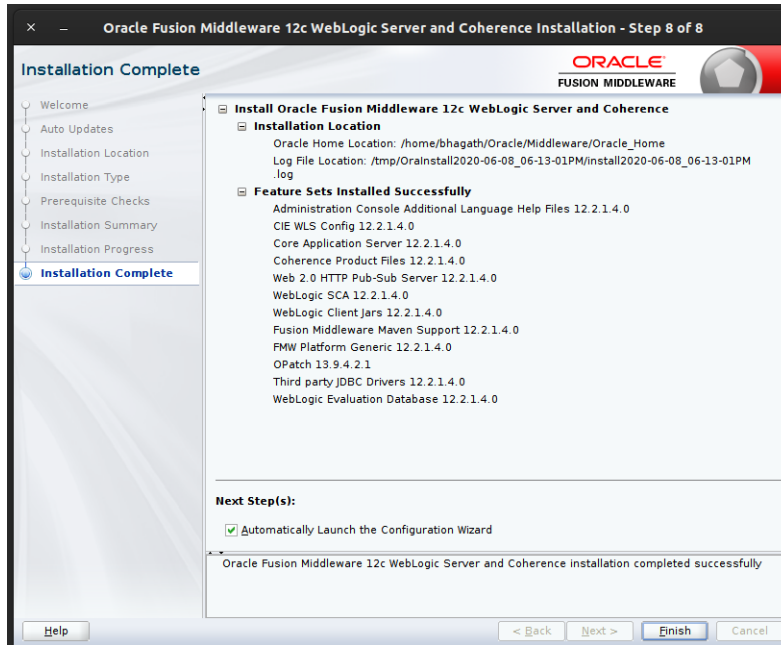 Oracle Fusion Middleware 12c WebLogic Server and Coherence Installation - Step 8 of 8
Installation Complete
ORACLE
FUSION MIDDLEWARE
Welcome
Auto Updates
Installation Location
Installation Type
Prerequisite Checks
Installation Summary
Installation Progress
Installation Complete
Install Oracle Fusion Middleware 12c WebLogic Server and Coherence
Installation Location
Oracle Home Location: /home/bhagath/Oracle/Middleware/Oracle_Home
Log File Location: /tmp/OraInstall2020-06-08_06-13-01PM/install2020-06-08_06-13-01PM
.log
Feature Sets Installed Successfully
Administration Console Additional Language Help Files 12.2.1.4.0
CIE WLS Config 12.2.1.4.0
Core Application Server 12.2.1.4.0
Coherence Product Files 12.2.1.4.0
Web 2.0 HTTP Pub-Sub Server 12.2.1.4.0
WebLogic SCA 12.2.1.4.0
WebLogic Client Jars 12.2.1.4.0
Fusion Middleware Maven Support 12.2.1.4.0
FMW Platform Generic 12.2.1.4.0
OPatch 13.9.4.2.1
Third party JDBC Drivers 12.2.1.4.0
WebLogic Evaluation Database 12.2.1.4.0
Next Step(s):
Automatically Launch the Configuration Wizard
Oracle Fusion Middleware 12c WebLogic Server and Coherence installation completed successfully
Help
< Back
Next >
Finish
Cancel